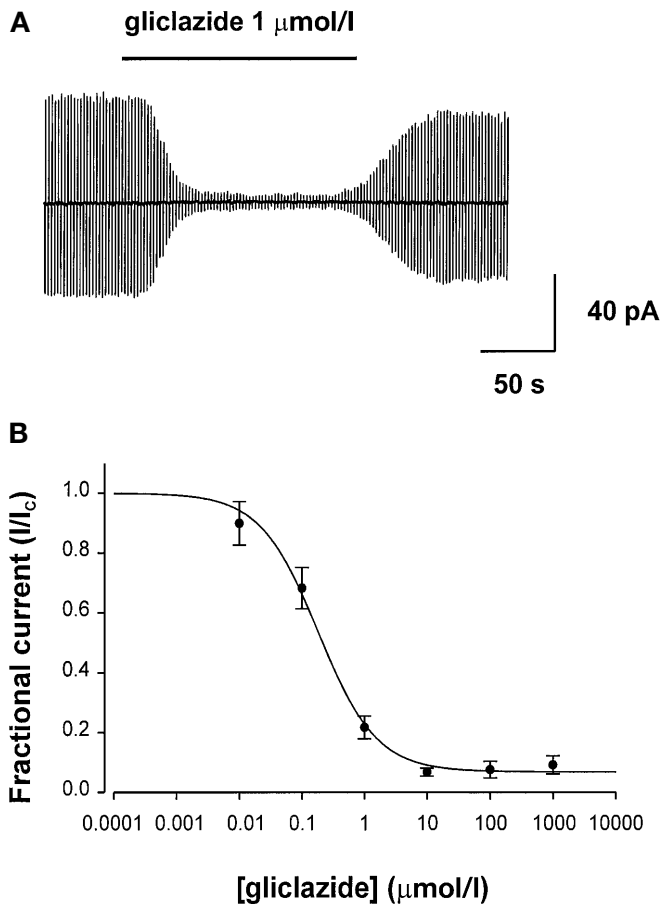 A
gliclazide 1 μmol/l
40 pA
50 s
B
Fractional current (I/Ic)
1.0
0.8
0.6
0.4
0.2
0.0
0.0001 0.001 0.01 0.1 1 10 100 1000 10000
[gliclazide] (μmol/l)